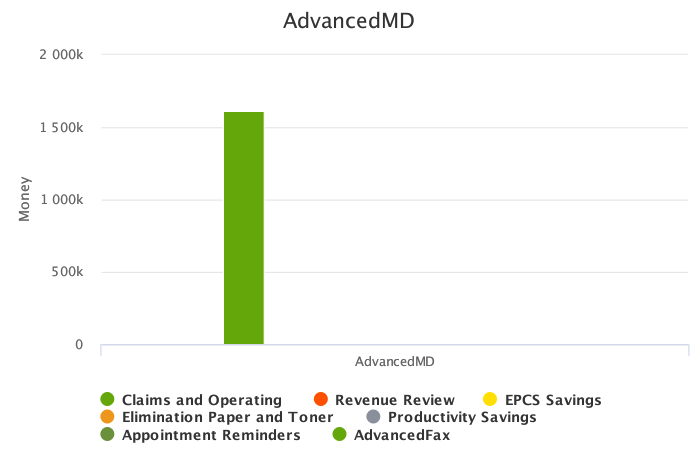 AdvancedMD
2 000k
1 500k
1 000k
500k
0
Money
AdvancedMD
Claims and Operating Revenue Review EPCS Savings
Elimination Paper and Toner Productivity Savings
Appointment Reminders AdvancedFax